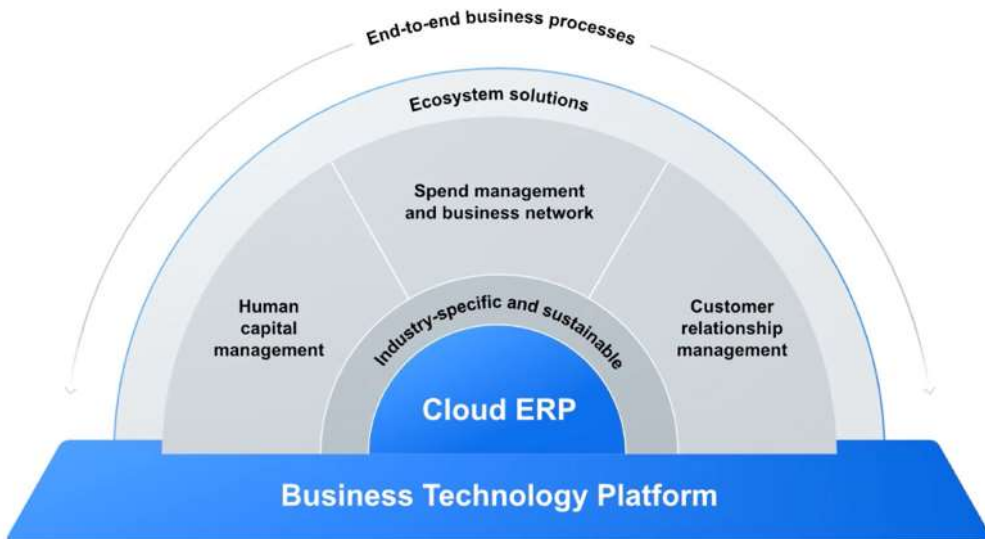 End-to-end business processes
Ecosystem solutions
Spend management
and business network
Human
capital
management
Industry-specific and sustainable
Customer
relationship
management
Cloud ERP
Business Technology Platform